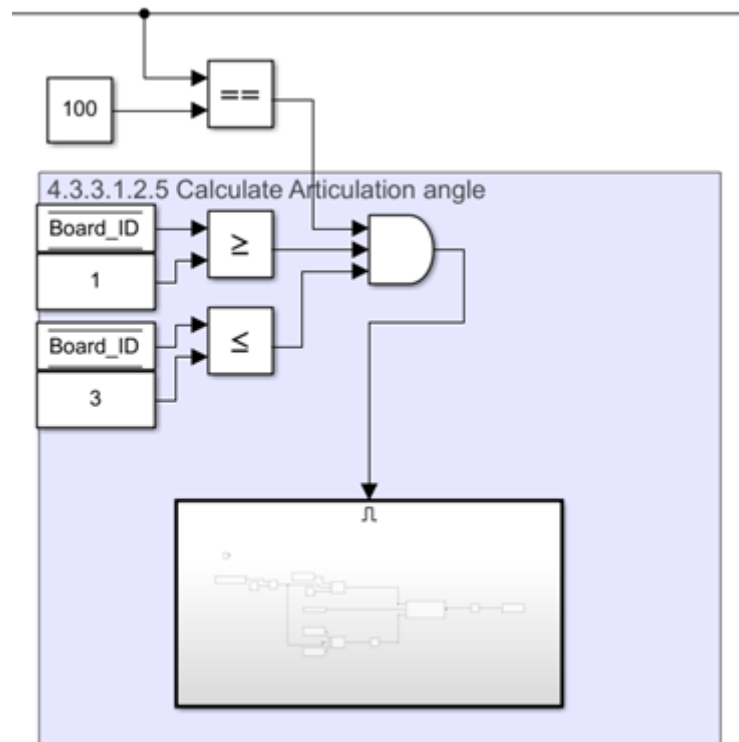 100
==
4.3.3.1.2.5 Calculate Articulation angle
Board_ID
≥
1
Board_ID
≤
3